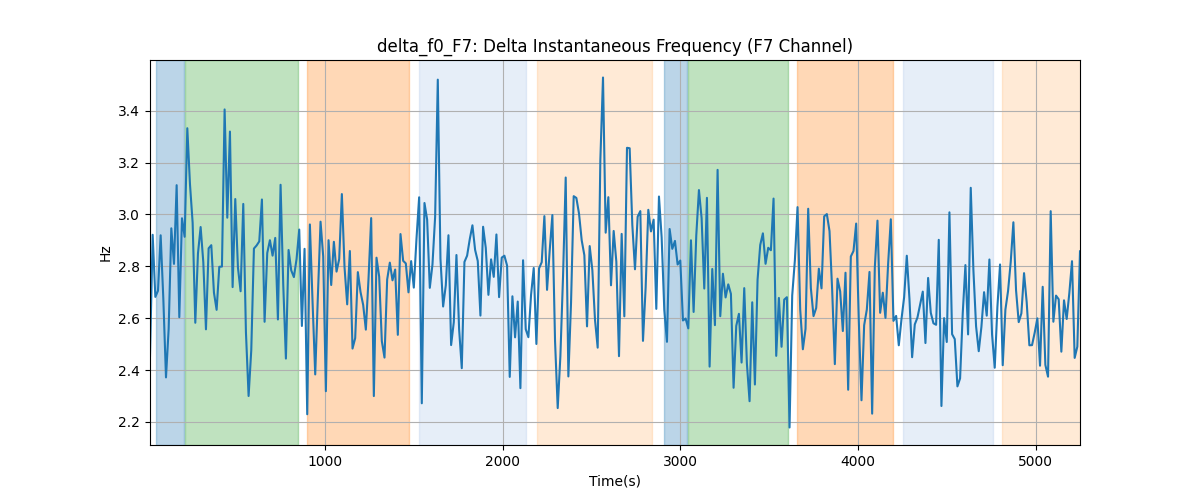 delta_f0_F7: Delta Instantaneous Frequency (F7 Channel)
3.4
3.2
3.0
2.8
2.6
2.4
2.2
Hz
1000 2000 3000 4000 5000
Time(s)